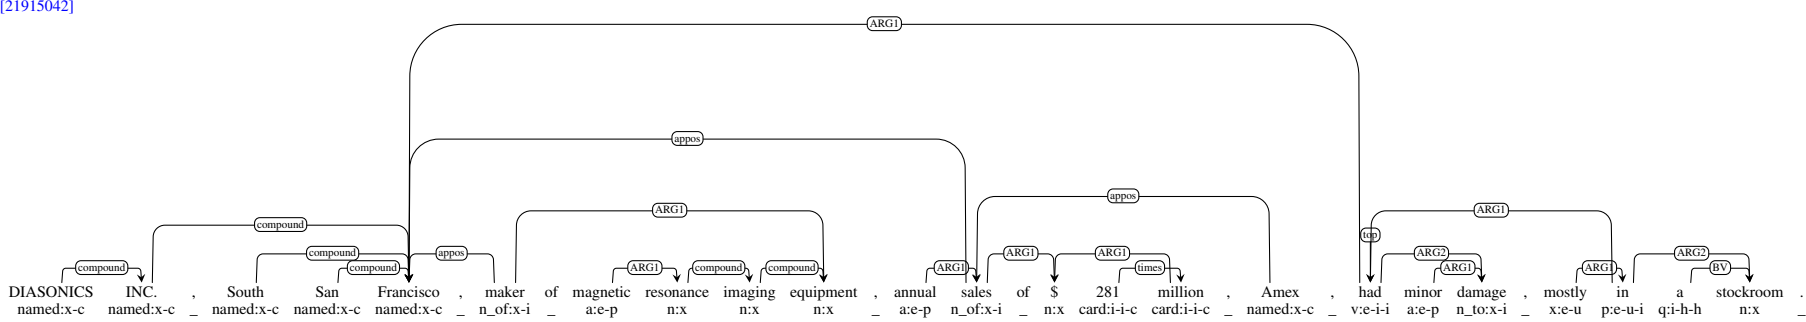 [21915042]
ARG1
appos
appos
ARG1 ARG1
compound top
compound appos ARG1 ARG1 ARG2 ARG2
compound compound ARG1 compound compound ARG1 times ARG1 ARG1 BV
DIASONICS INC. , South San Francisco , maker of magnetic resonance imaging equipment , annual sales of $ 281 million , Amex , had minor damage , mostly in a stockroom .
named:x-c named:x-c _ named:x-c named:x-c named:x-c _ n_of:x-i _ a:e-p n:x n:x n:x _ a:e-p n_of:x-i _ n:x card:i-i-c card:i-i-c _ named:x-c _ v:e-i-i a:e-p n_to:x-i _ x:e-u p:e-u-i q:i-h-h n:x _